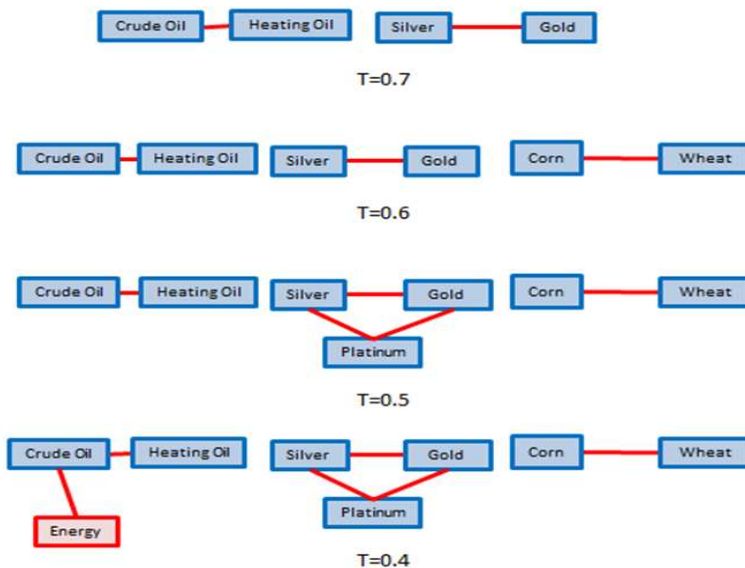 Crude Oil Heating Oil Silver Gold
T=0.7
Crude Oil Heating Oil Silver Gold Corn Wheat
T=0.6
Crude Oil Heating Oil Silver Gold Corn Wheat
Platinum
T=0.5
Crude Oil Heating Oil Silver Gold Corn Wheat
Energy Platinum
T=0.4